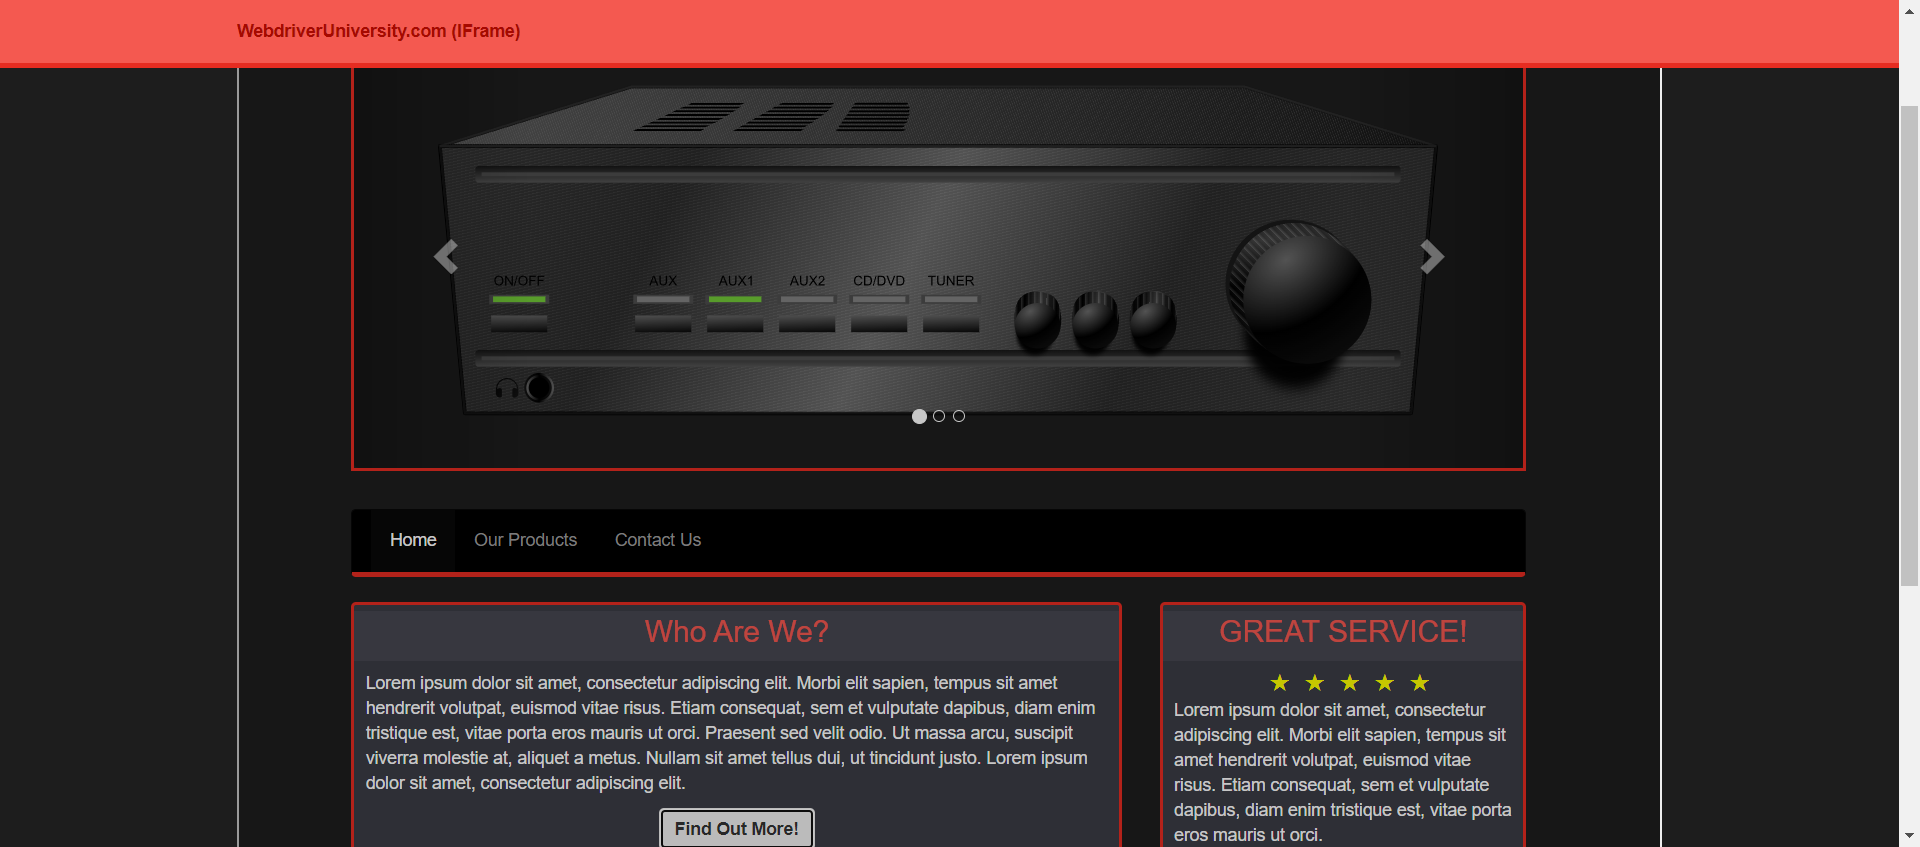 WebdriverUniversity.com (IFrame)
ON/OFF AUX AUX1 AUX2 CD/DVD TUNER
Home Our Products Contact Us
Who Are We?
Lorem ipsum dolor sit amet, consectetur adipiscing elit. Morbi elit sapien, tempus sit amet
hendrerit volutpat, euismod vitae risus. Etiam consequat, sem et vulputate dapibus, diam enim
tristique est, vitae porta eros mauris ut orci. Praesent sed velit odio. Ut massa arcu, suscipit
viverra molestie at, aliquet a metus. Nullam sit amet tellus dui, ut tincidunt justo. Lorem ipsum
dolor sit amet, consectetur adipiscing elit.
Find Out More!
GREAT SERVICE!
Lorem ipsum dolor sit amet, consectetur
adipiscing elit. Morbi elit sapien, tempus sit
amet hendrerit volutpat, euismod vitae
risus. Etiam consequat, sem et vulputate
dapibus, diam enim tristique est, vitae porta
eros mauris ut orci.